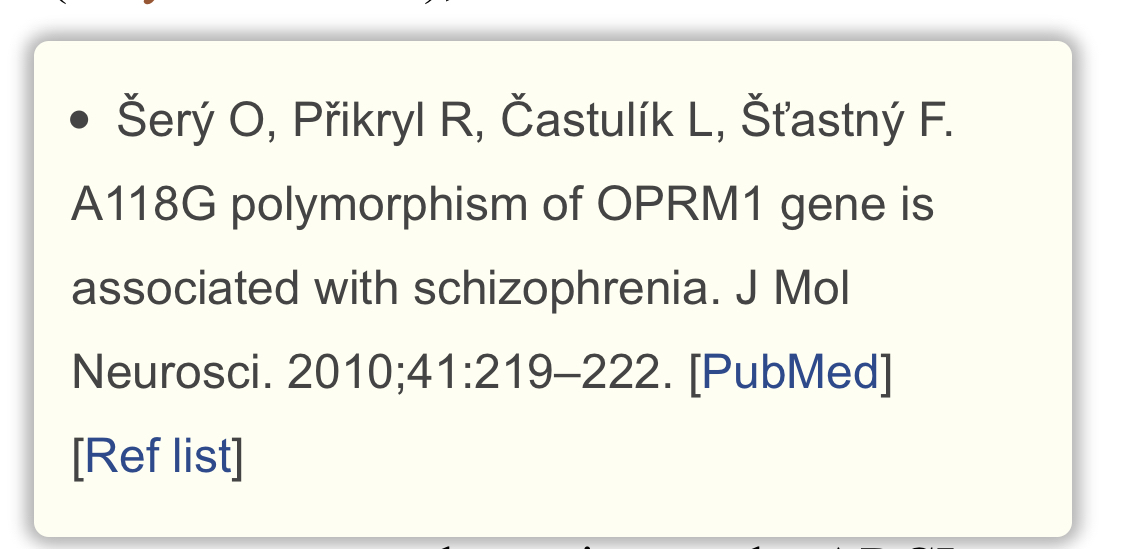 • Šerý O, Přikryl R, Častulík L, Šťastný F.
A118G polymorphism of OPRM1 gene is
associated with schizophrenia. J Mol
Neurosci. 2010;41:219–222. [PubMed]
[Ref list]